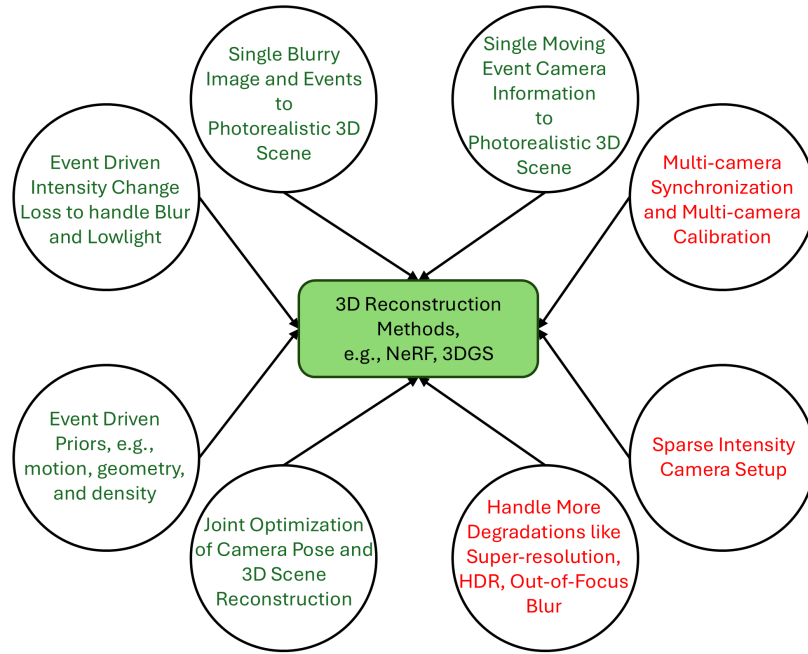 Single Blurry
Image and Events
to
Photorealistic 3D
Scene
Single Moving
Event Camera
Information
to
Photorealistic 3D
Scene
Event Driven
Intensity Change
Loss to handle Blur
and Lowlight
Multi-camera
Synchronization
and Multi-camera
Calibration
3D Reconstruction
Methods,
e.g., NeRF, 3DGS
Event Driven
Priors, e.g.,
motion, geometry,
and density
Sparse Intensity
Camera Setup
Joint Optimization
of Camera Pose and
3D Scene
Reconstruction
Handle More
Degradations like
Super-resolution,
HDR, Out-of-Focus
Blur